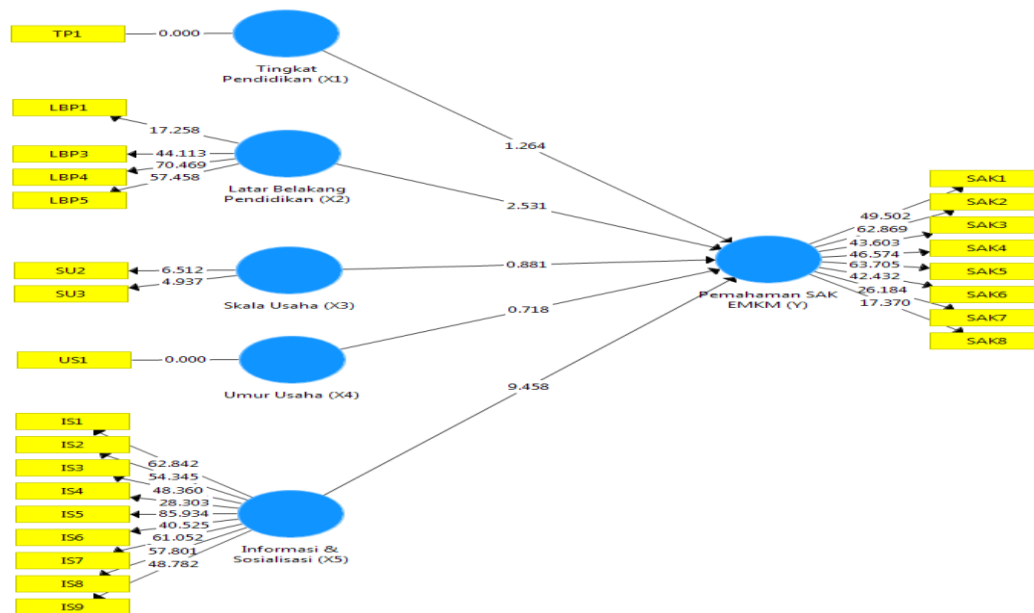 TP1
0.000
Tingkat
Pendidikan (X1)
1.264
LBP1
LBP3
LBP4
LBP5
17.258
44.113
70.469
57.458
Latar Belakang
Pendidikan (X2)
2.531
SU2
SU3
6.512
4.937
Skala Usaha (X3)
0.881
US1
0.000
Umur Usaha (X4)
0.718
IS1
IS2
IS3
IS4
IS5
IS6
IS7
IS8
IS9
62.842
54.345
48.360
28.303
85.934
40.525
61.052
57.801
48.782
Informasi &
Sosialisasi (X5)
9.458
Pemahaman SAK
EMKM (Y)
49.502
62.869
43.603
46.574
63.705
42.432
26.184
17.370
SAK1
SAK2
SAK3
SAK4
SAK5
SAK6
SAK7
SAK8